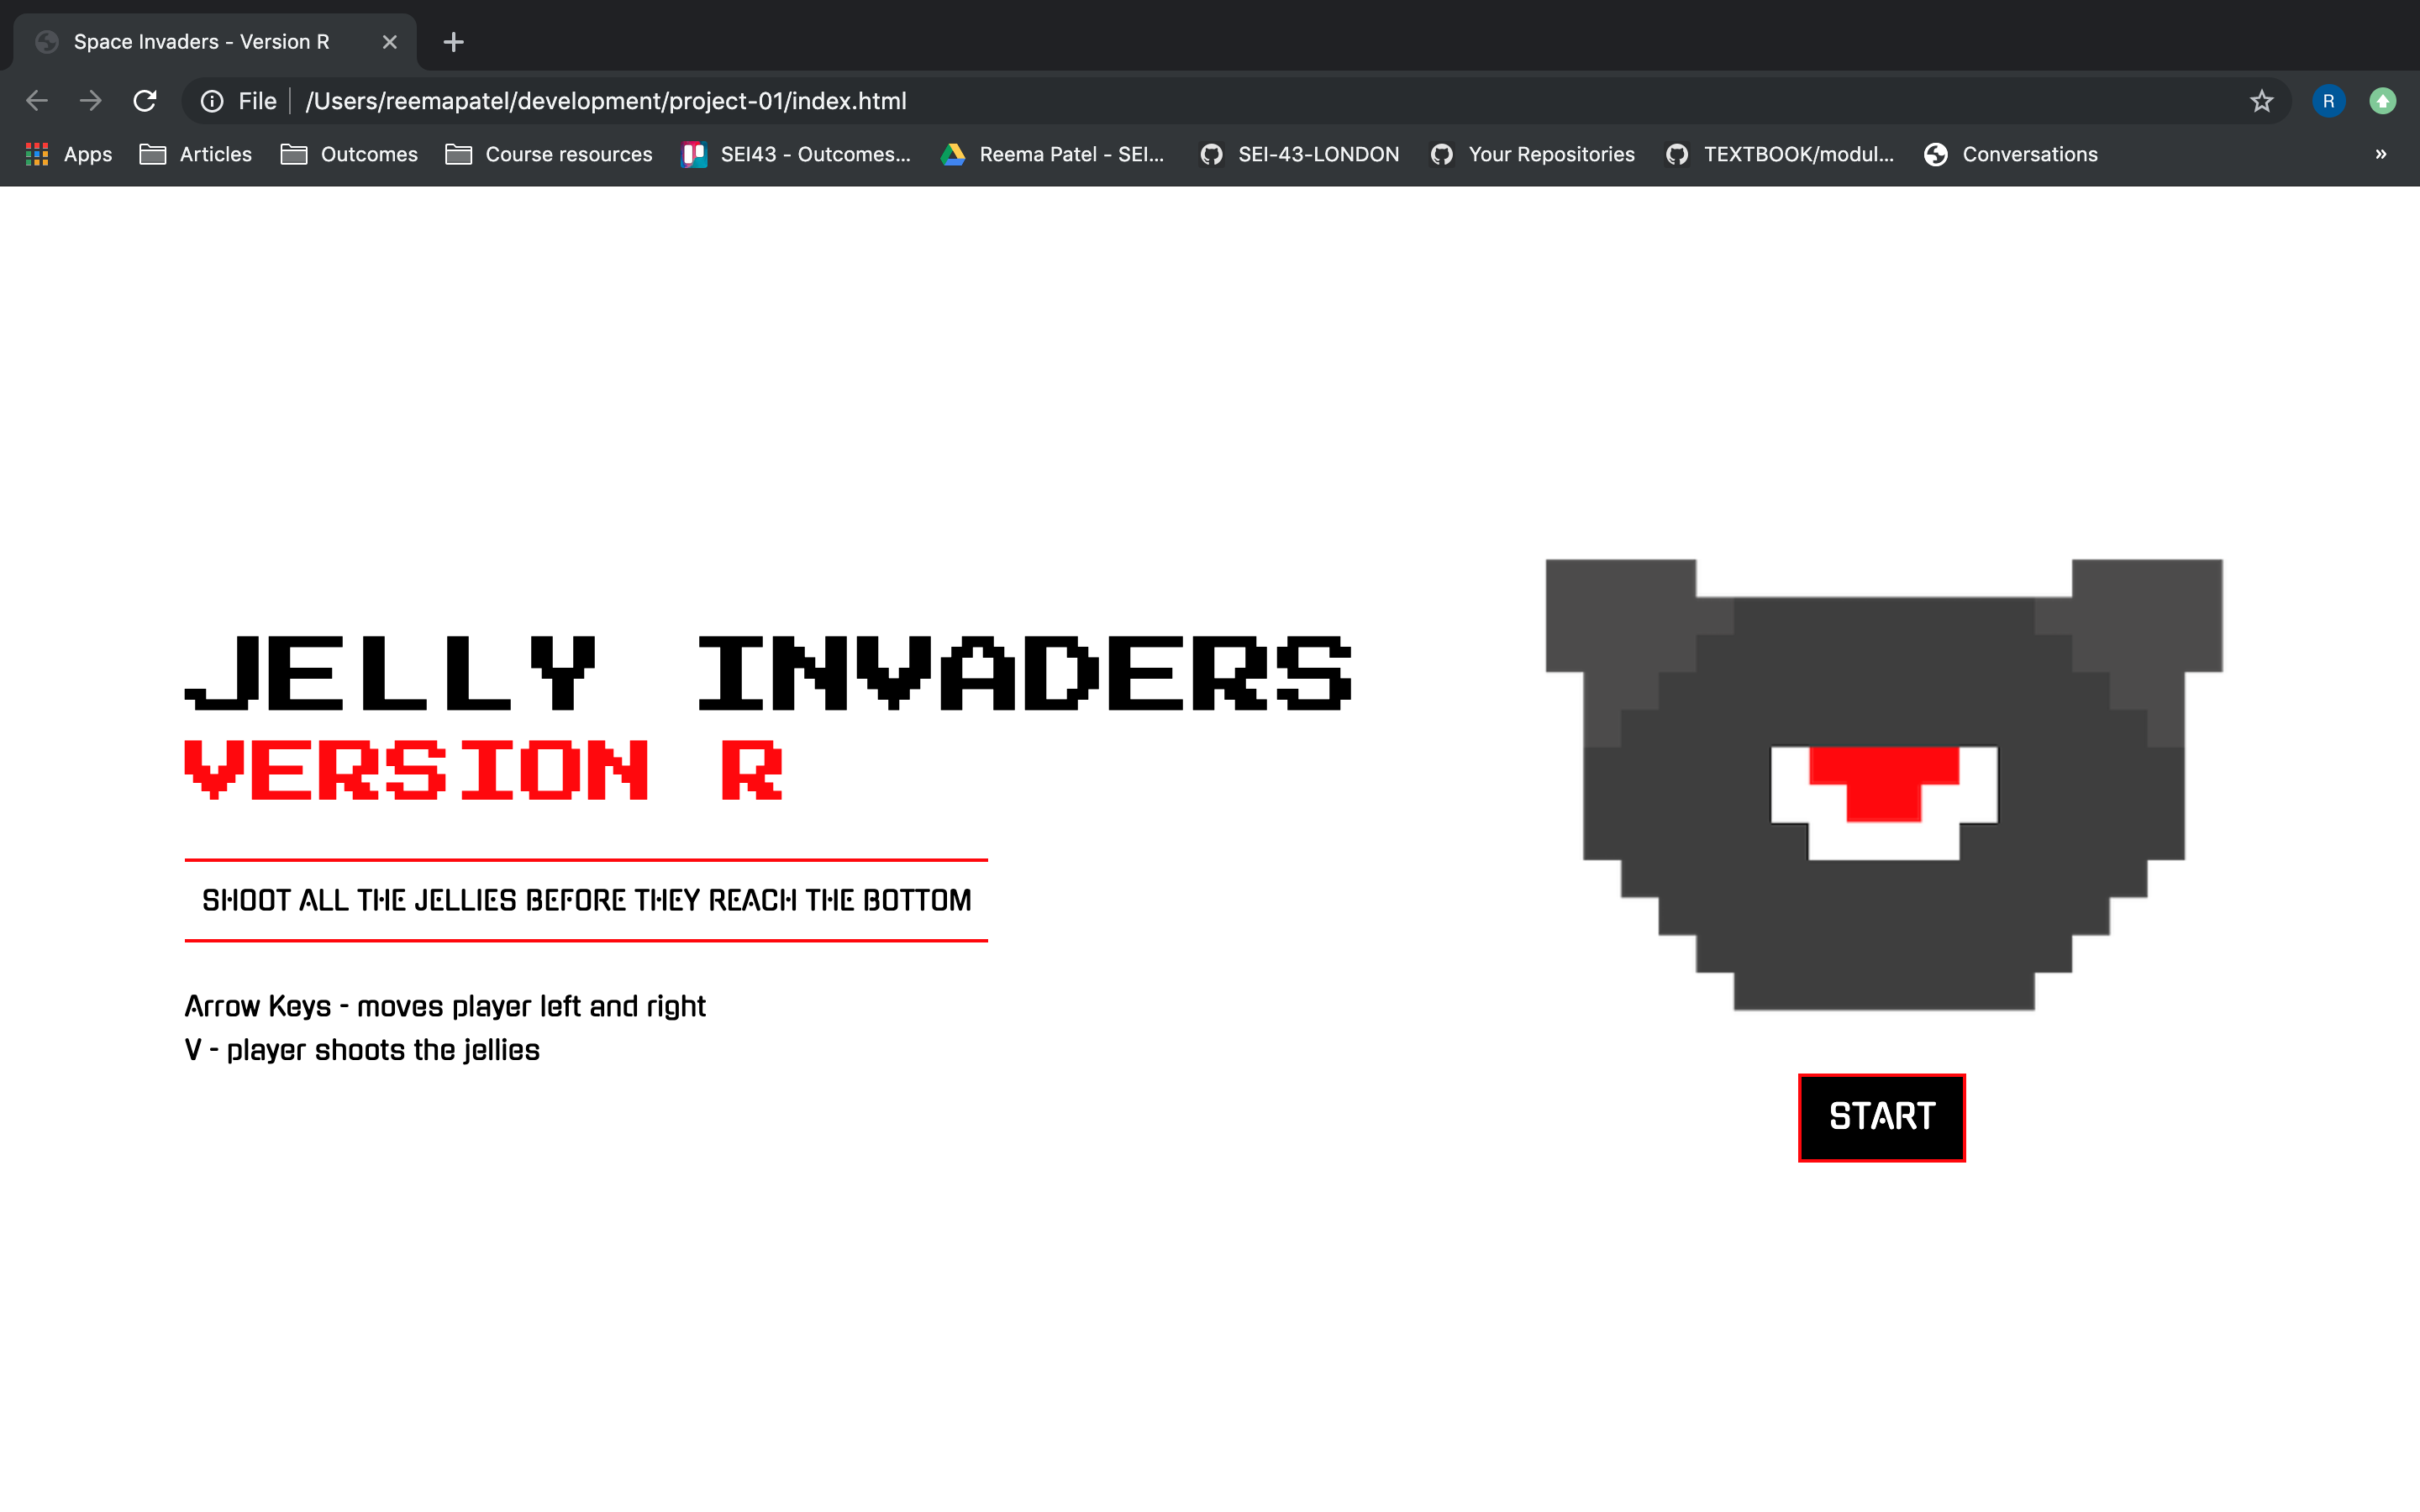 Space Invaders - Version R
File /Users/reemapatel/development/project-01/index.html
R
Apps Articles Outcomes Course resources SEI43 - Outcomes... Reema Patel - SEI... SEI-43-LONDON Your Repositories TEXTBOOK/modul... Conversations »
JELLY INVADERS
VERSION R
SHOOT ALL THE JELLIES BEFORE THEY REACH THE BOTTOM
Arrow Keys - moves player left and right
V - player shoots the jellies
START